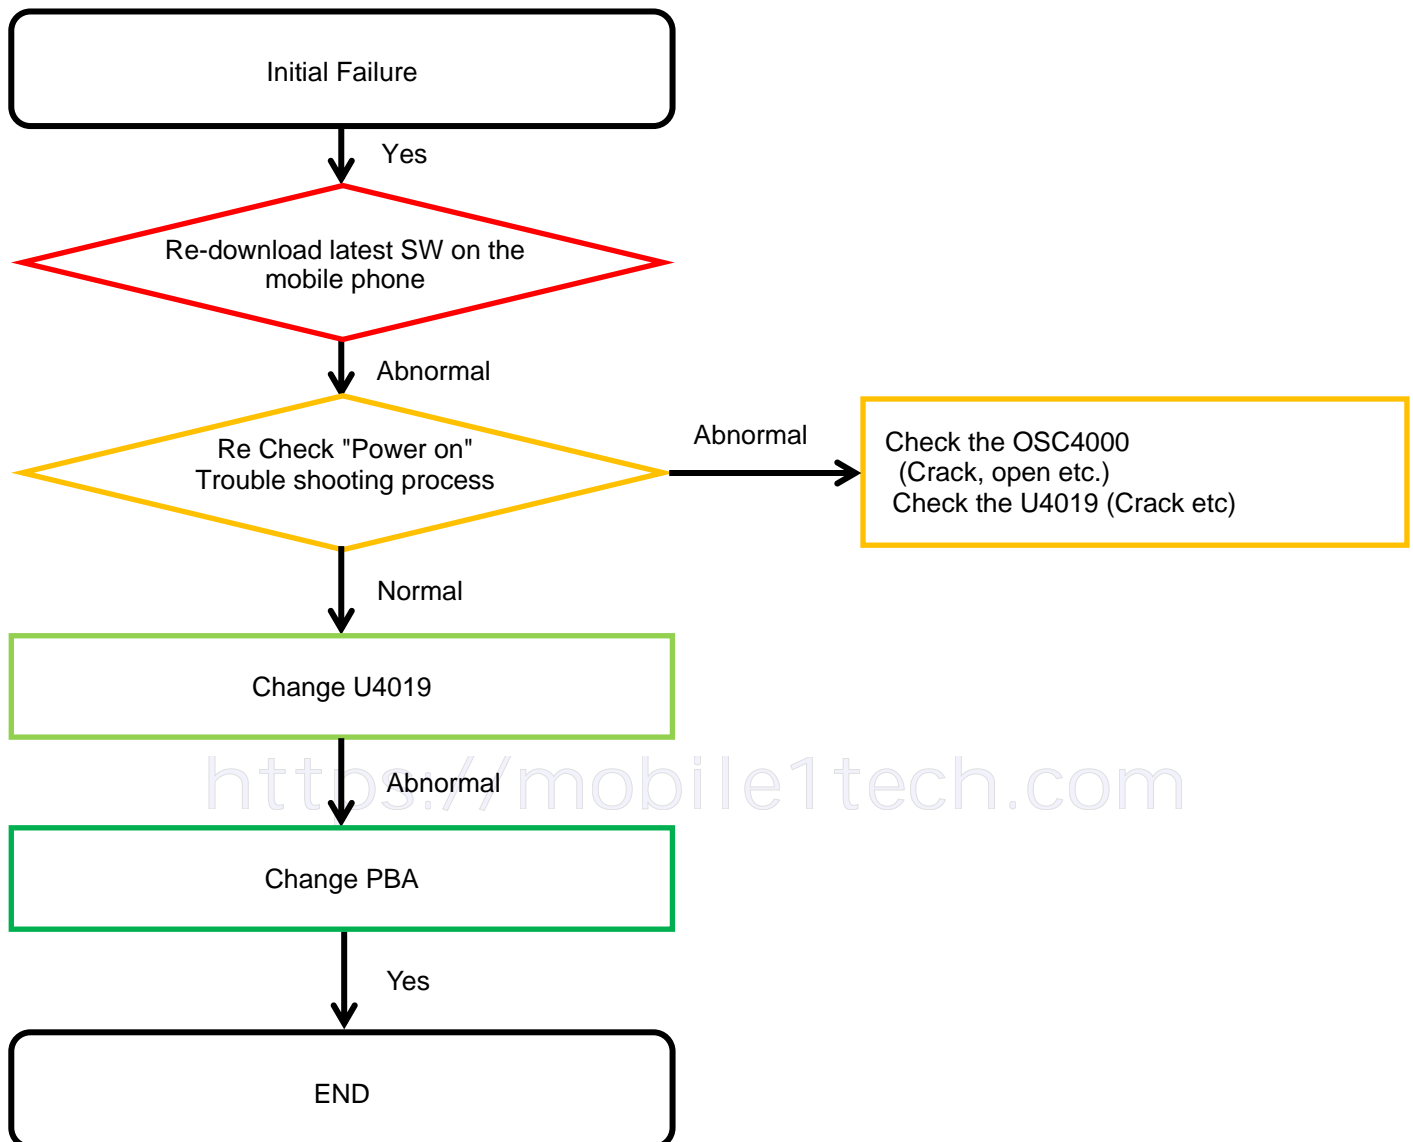 Initial Failure
Yes
Re-download latest SW on the
mobile phone
Abnormal
Re Check "Power on"
Trouble shooting process
Abnormal
Check the OSC4000
(Crack, open etc.)
Check the U4019 (Crack etc)
Normal
Change U4019
https://mobile1tech.com
Abnormal
Change PBA
Yes
END